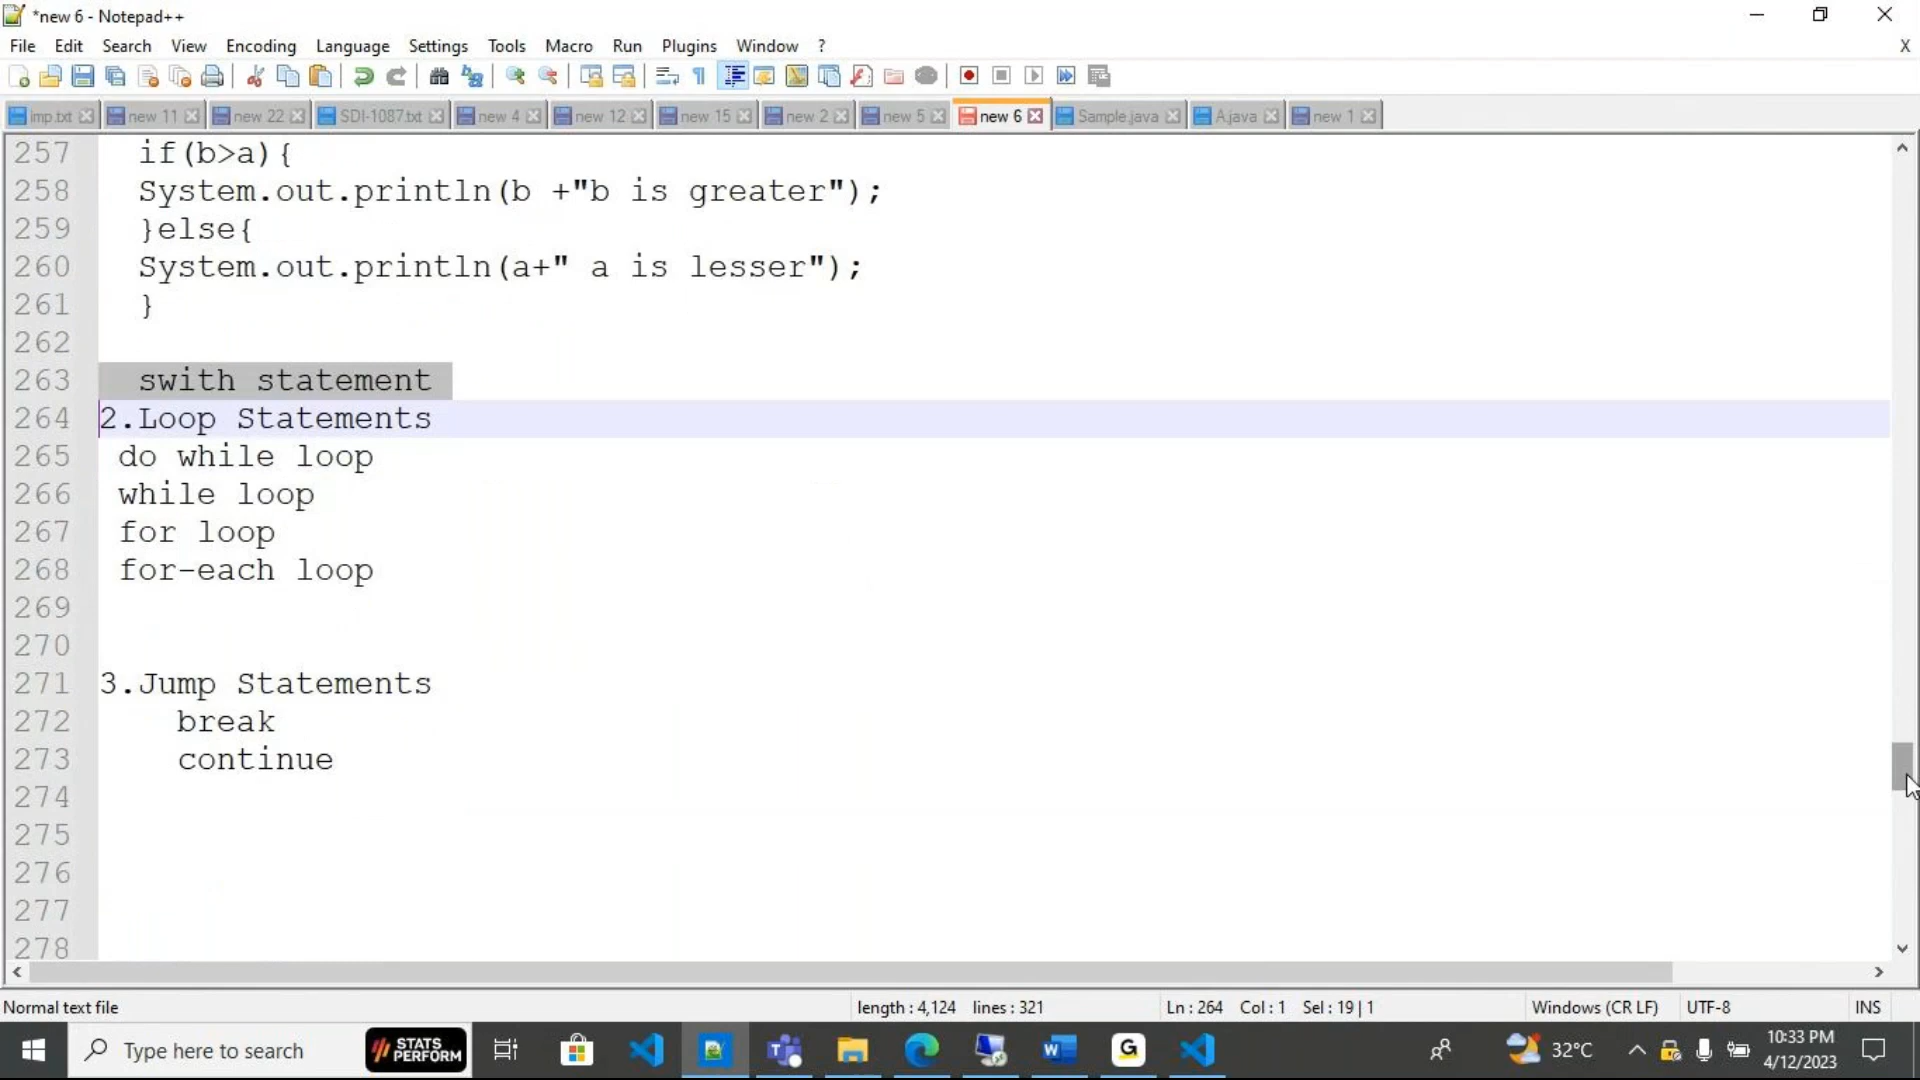 *new 6 - Notepad++
File Edit Search View Encoding Language Settings Tools Macro Run Plugins Window ? X
imp.txt new 11 new 22 SDI-1087.txt new 4 new 12 new 15 new 2 new 5 new 6 Sample.java A.java new 1
257 if(b>a){
258 System.out.println(b +"b is greater");
259 }else{
260 System.out.println(a+" a is lesser");
261 }
262
263 swith statement
264 2.Loop Statements
265 do while loop
266 while loop
267 for loop
268 for-each loop
269
270
271 3.Jump Statements
272 break
273 continue
274
275
276
277
278
Normal text file length : 4,124 lines : 321 Ln : 264 Col : 1 Sel : 19 | 1 Windows (CR LF) UTF-8 INS
Type here to search STATS PERFORM 32°C 10:33 PM
4/12/2023